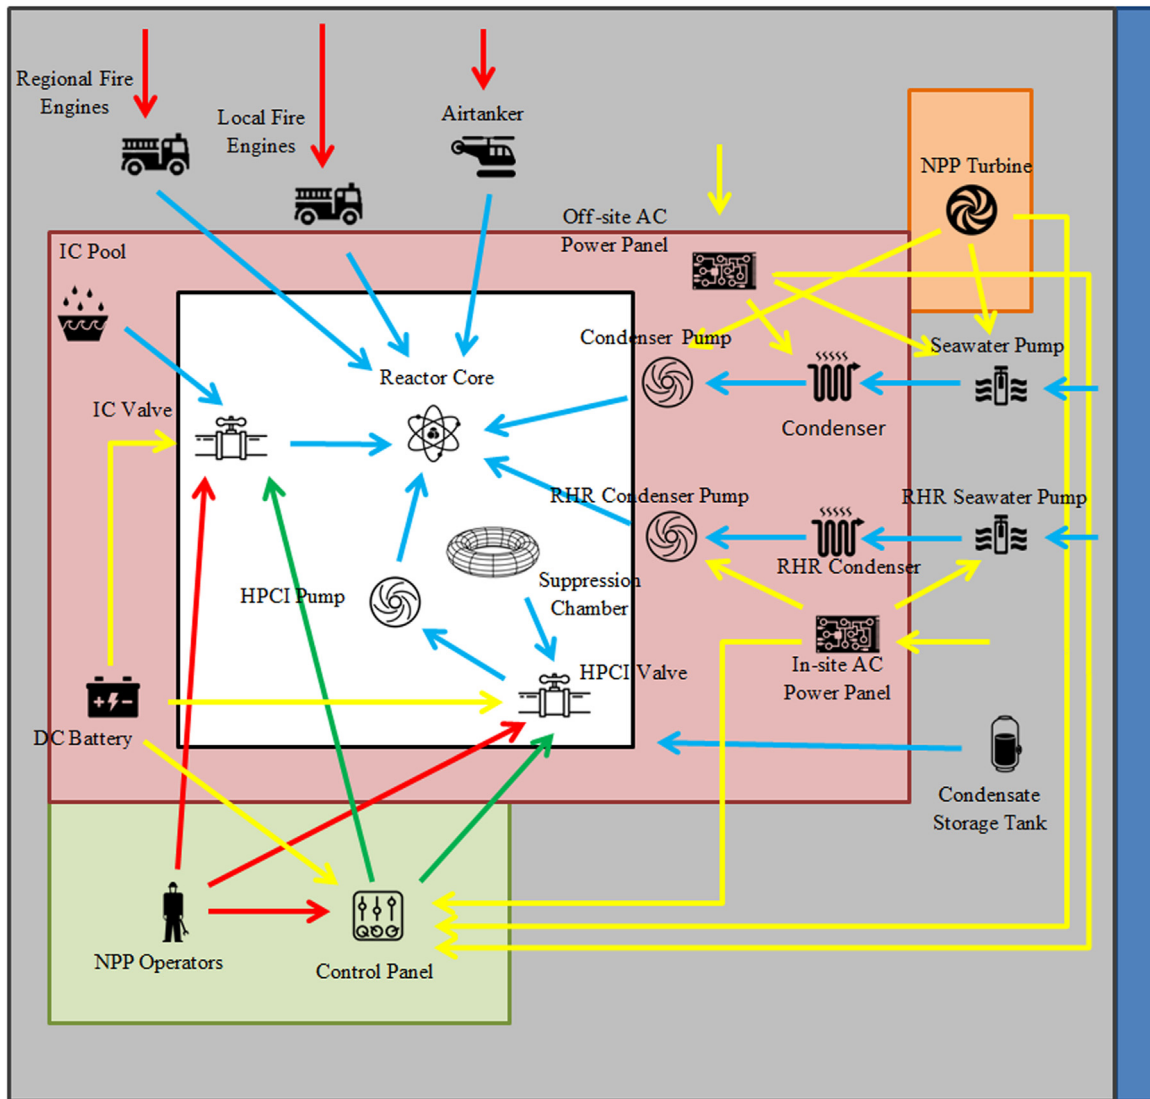 Regional Fire
Engines
Local Fire
Engines
Airtanker
NPP Turbine
Off-site AC
Power Panel
IC Pool
Condenser Pump
Seawater Pump
Reactor Core
IC Valve
Condenser
RHR Condenser Pump
RHR Seawater Pump
RHR Condenser
HPCI Pump
Suppression
Chamber
HPCI Valve
In-site AC
Power Panel
DC Battery
Condensate
Storage Tank
NPP Operators
Control Panel